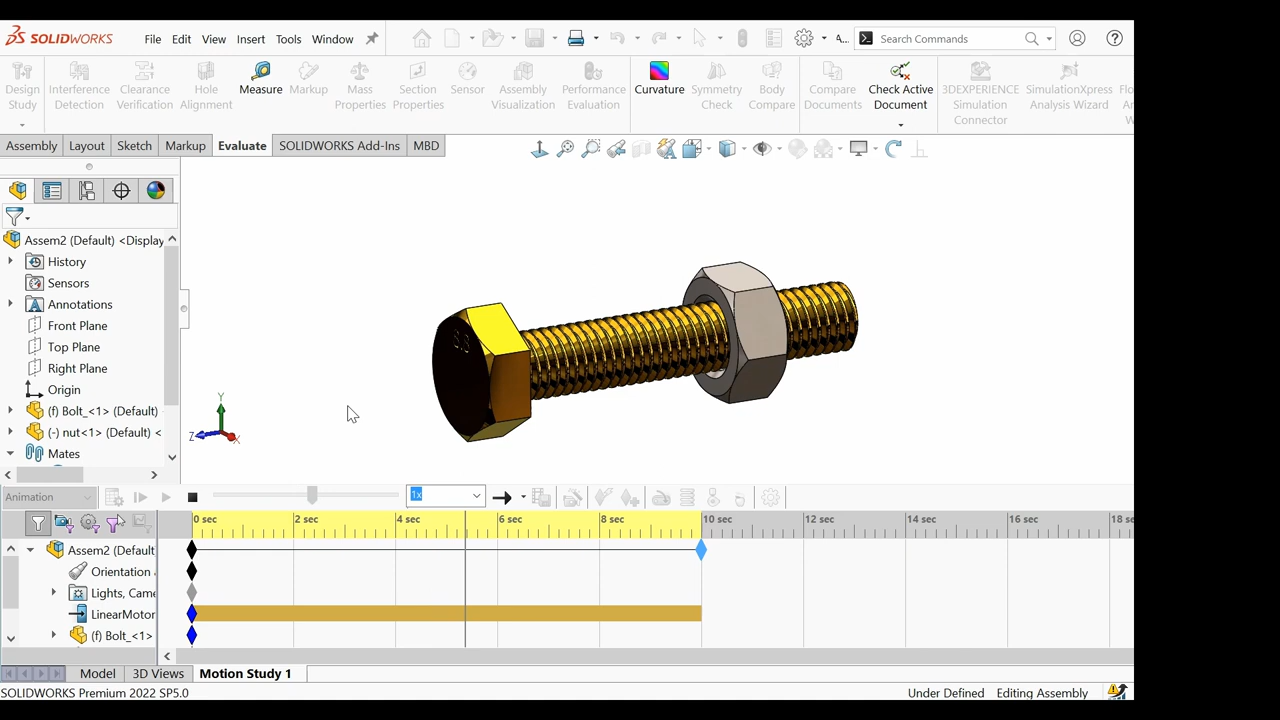 SOLIDWORKS File Edit View Insert Tools Window A... Search Commands
Design Study Interference Detection Clearance Verification Hole Alignment Measure Markup Mass Properties Section Properties Sensor Assembly Visualization Performance Evaluation Curvature Symmetry Check Body Compare Compare Documents Check Active Document 3DEXPERIENCE Simulation Connector SimulationXpress Analysis Wizard
Assembly Layout Sketch Markup Evaluate SOLIDWORKS Add-Ins MBD
Assem2 (Default) <Display
History
Sensors
Annotations
Front Plane
Top Plane
Right Plane
Origin
(f) Bolt_<1> (Default)
(-) nut<1> (Default) <
Mates
Y
Z
X
Animation 1x
0 sec 2 sec 4 sec 6 sec 8 sec 10 sec 12 sec 14 sec 16 sec 18 se
Assem2 (Default
Orientation
Lights, Came
LinearMotor
(f) Bolt_<1>
Model 3D Views Motion Study 1
SOLIDWORKS Premium 2022 SP5.0 Under Defined Editing Assembly